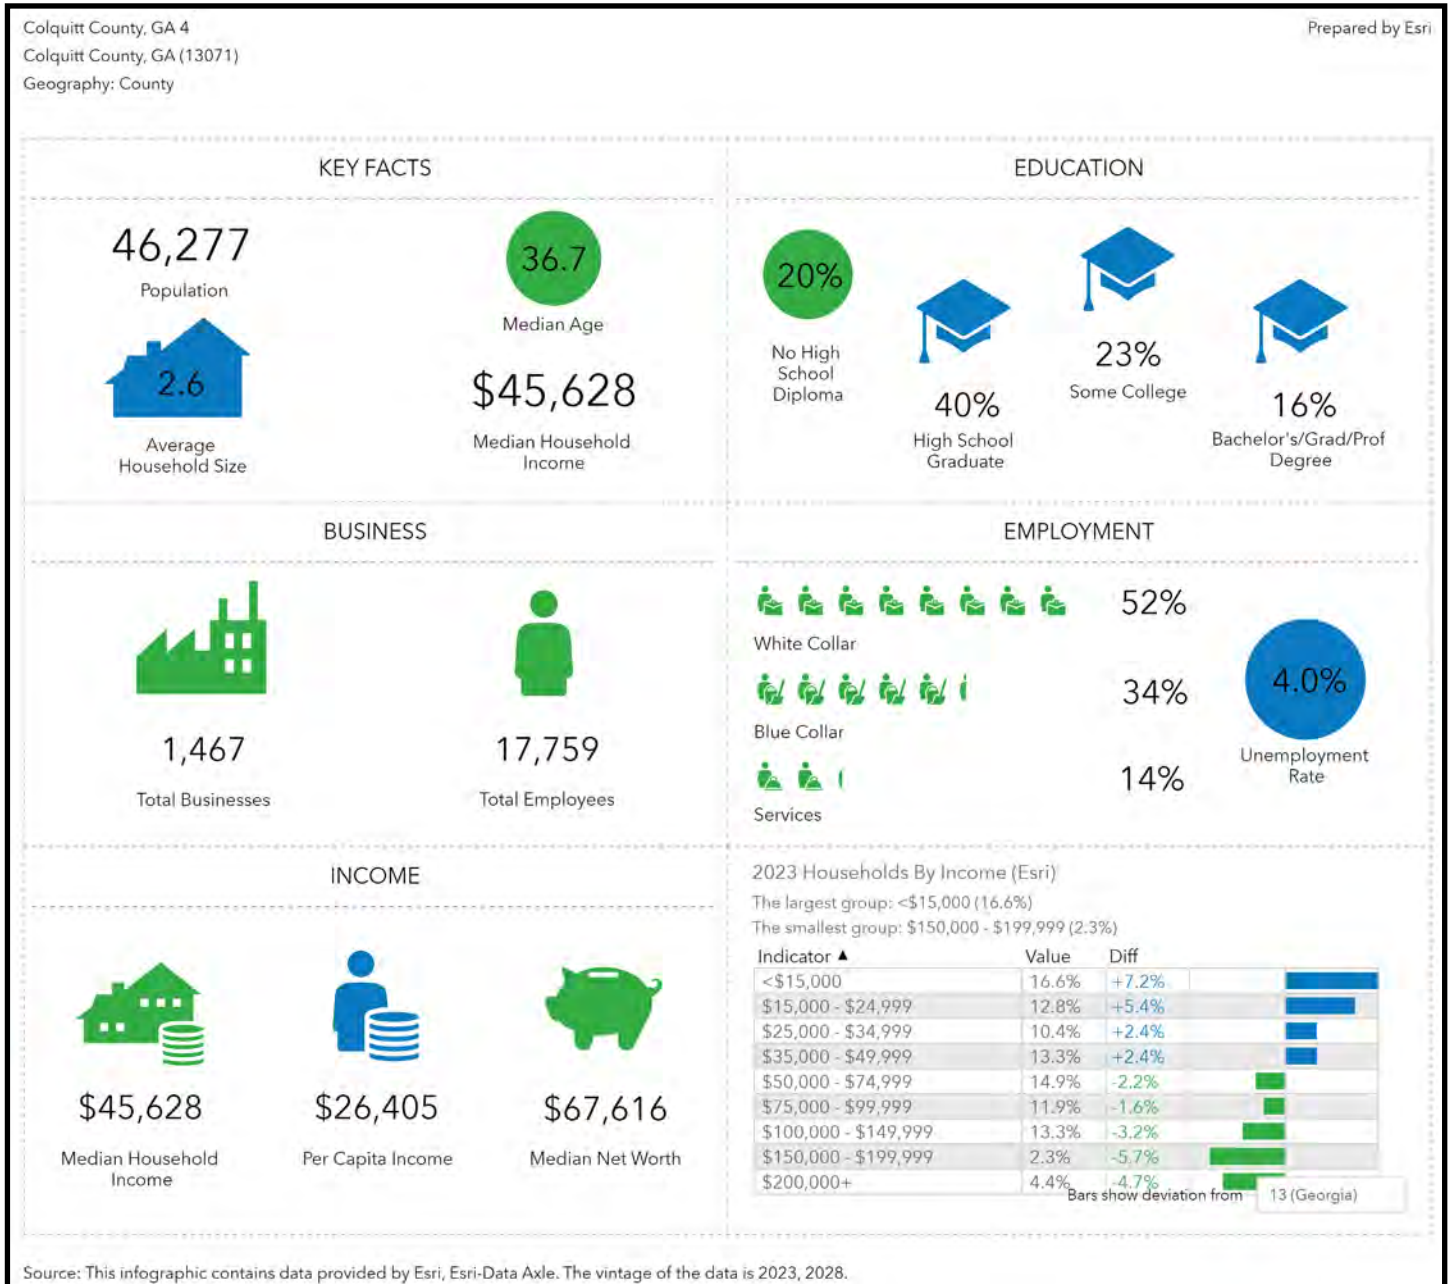 Colquitt County, GA 4
Prepared by Esri
Colquitt County, GA (13071)
Geography: County
KEY FACTS
46,277
Population
36.7
Median Age
2.6
Average
Household Size
$45,628
Median Household
Income
EDUCATION
20%
No High
School
Diploma
40%
High School
Graduate
23%
Some College
16%
Bachelor's/Grad/Prof
Degree
BUSINESS
1,467
Total Businesses
17,759
Total Employees
EMPLOYMENT
52%
White Collar
34%
Blue Collar
14%
Services
4.0%
Unemployment
Rate
INCOME
$45,628
Median Household
Income
$26,405
Per Capita Income
$67,616
Median Net Worth
2023 Households By Income (Esri)
The largest group: <$15,000 (16.6%)
The smallest group: $150,000 - $199,999 (2.3%)
Indicator ▲ Value Diff
<$15,000 16.6% +7.2%
$15,000 - $24,999 12.8% +5.4%
$25,000 - $34,999 10.4% +2.4%
$35,000 - $49,999 13.3% +2.4%
$50,000 - $74,999 14.9% -2.2%
$75,000 - $99,999 11.9% -1.6%
$100,000 - $149,999 13.3% -3.2%
$150,000 - $199,999 2.3% -5.7%
$200,000+ 4.4% -4.7%
Bars show deviation from 13 (Georgia)
Source: This infographic contains data provided by Esri, Esri-Data Axle. The vintage of the data is 2023, 2028.